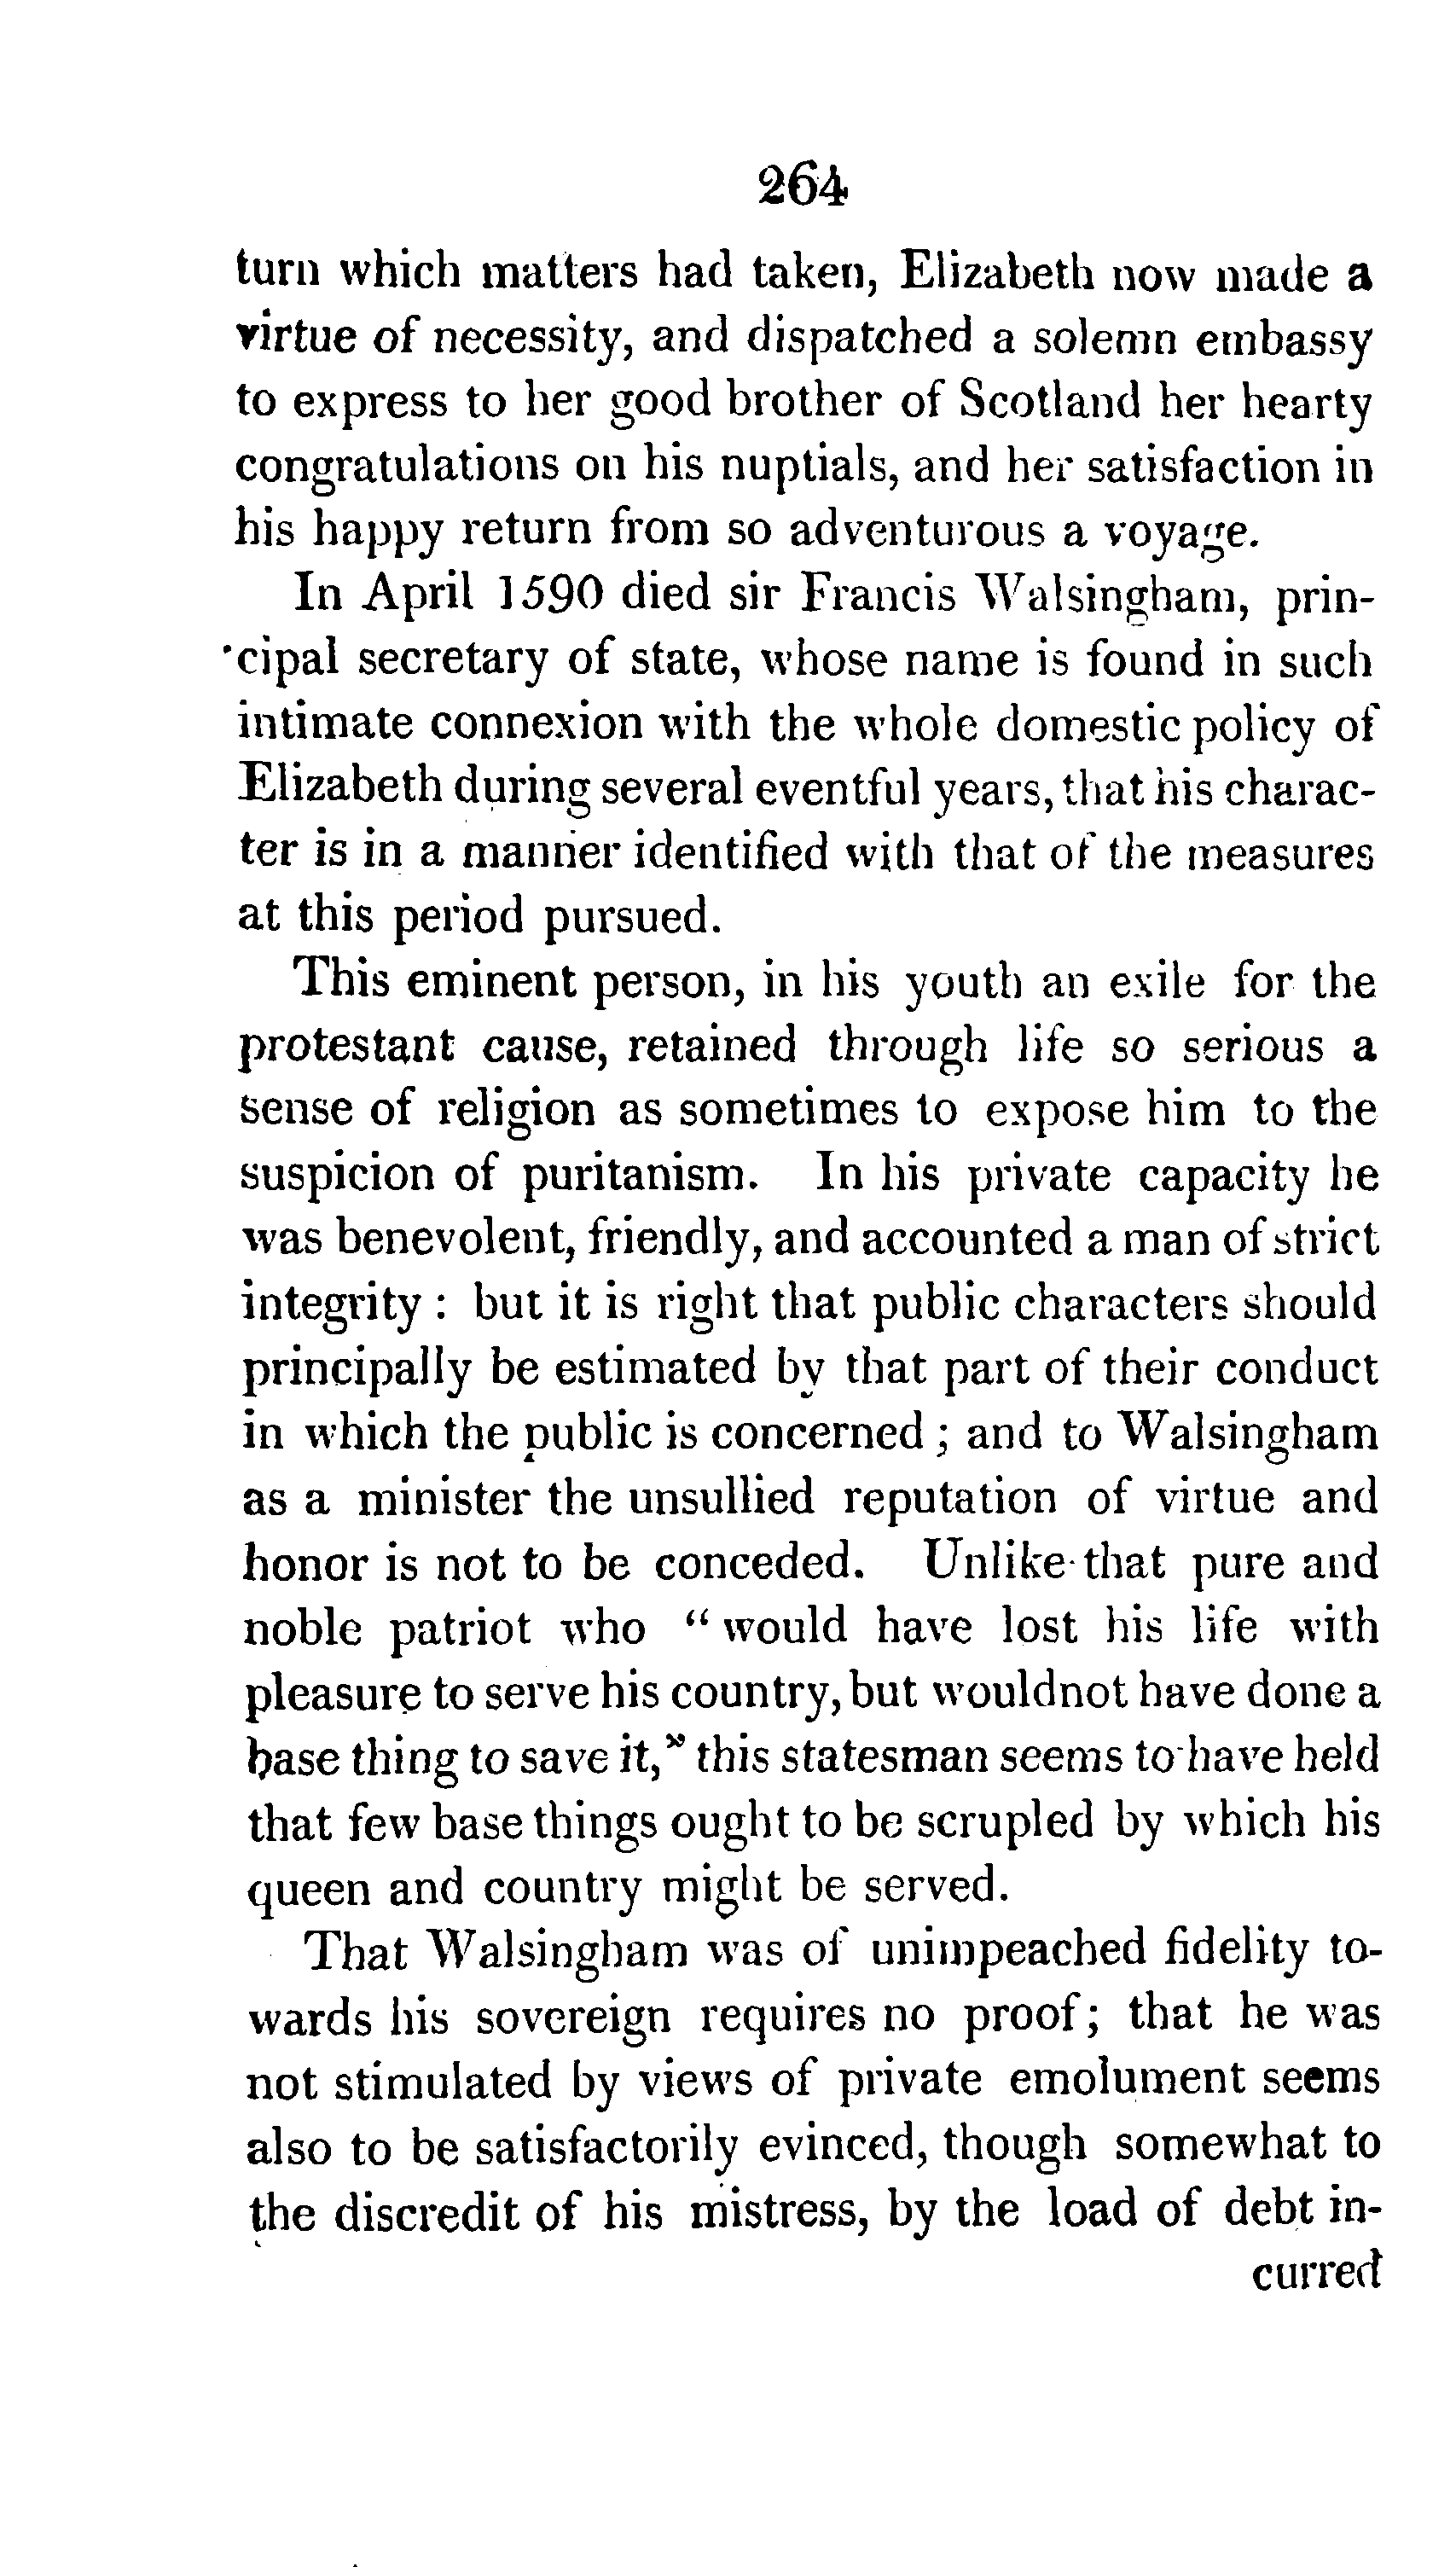 264
turn which matters had taken, Elizabeth now made a
virtue of necessity, and dispatched a solemn embassy
to express to her good brother of Scotland her hearty
congratulations on his nuptials, and her satisfaction in
his happy return from so adventurous a voyage.
In April 1590 died sir Francis Walsingham, prin-
cipal secretary of state, whose name is found in such
intimate connexion with the whole domestic policy of
Elizabeth during several eventful years, that his charac-
ter is in a manner identified with that of the measures
at this period pursued.
This eminent person, in his youth an exile for the
protestant cause, retained through life so serious a
sense of religion as sometimes to expose him to the
suspicion of puritanism. In his private capacity he
was benevolent, friendly, and accounted a man of strict
integrity : but it is right that public characters should
principally be estimated by that part of their conduct
in which the public is concerned ; and to Walsingham
as a minister the unsullied reputation of virtue and
honor is not to be conceded. Unlike that pure and
noble patriot who " would have lost his life with
pleasure to serve his country, but would not have done a
base thing to save it," this statesman seems to have held
that few base things ought to be scrupled by which his
queen and country might be served.
That Walsingham was of unimpeached fidelity to-
wards his sovereign requires no proof; that he was
not stimulated by views of private emolument seems
also to be satisfactorily evinced, though somewhat to
the discredit of his mistress, by the load of debt in-
curred